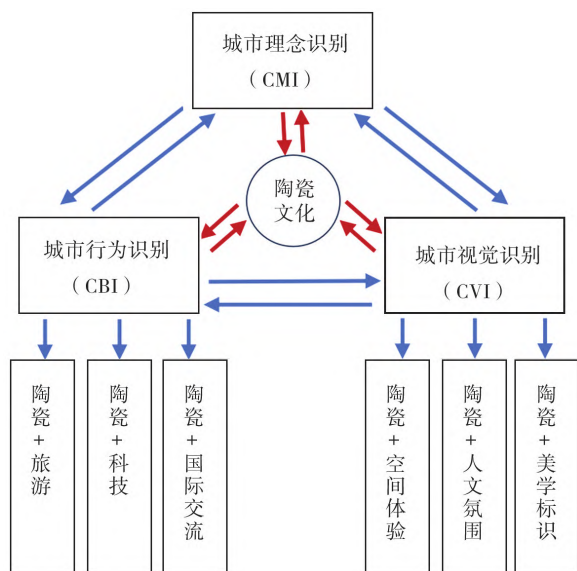 城市理念识别
（CMI）
陶瓷
文化
城市行为识别
（CBI）
城市视觉识别
（CVI）
陶瓷+旅游
陶瓷+科技
陶瓷+国际交流
陶瓷+空间体验
陶瓷+人文氛围
陶瓷+美学标识